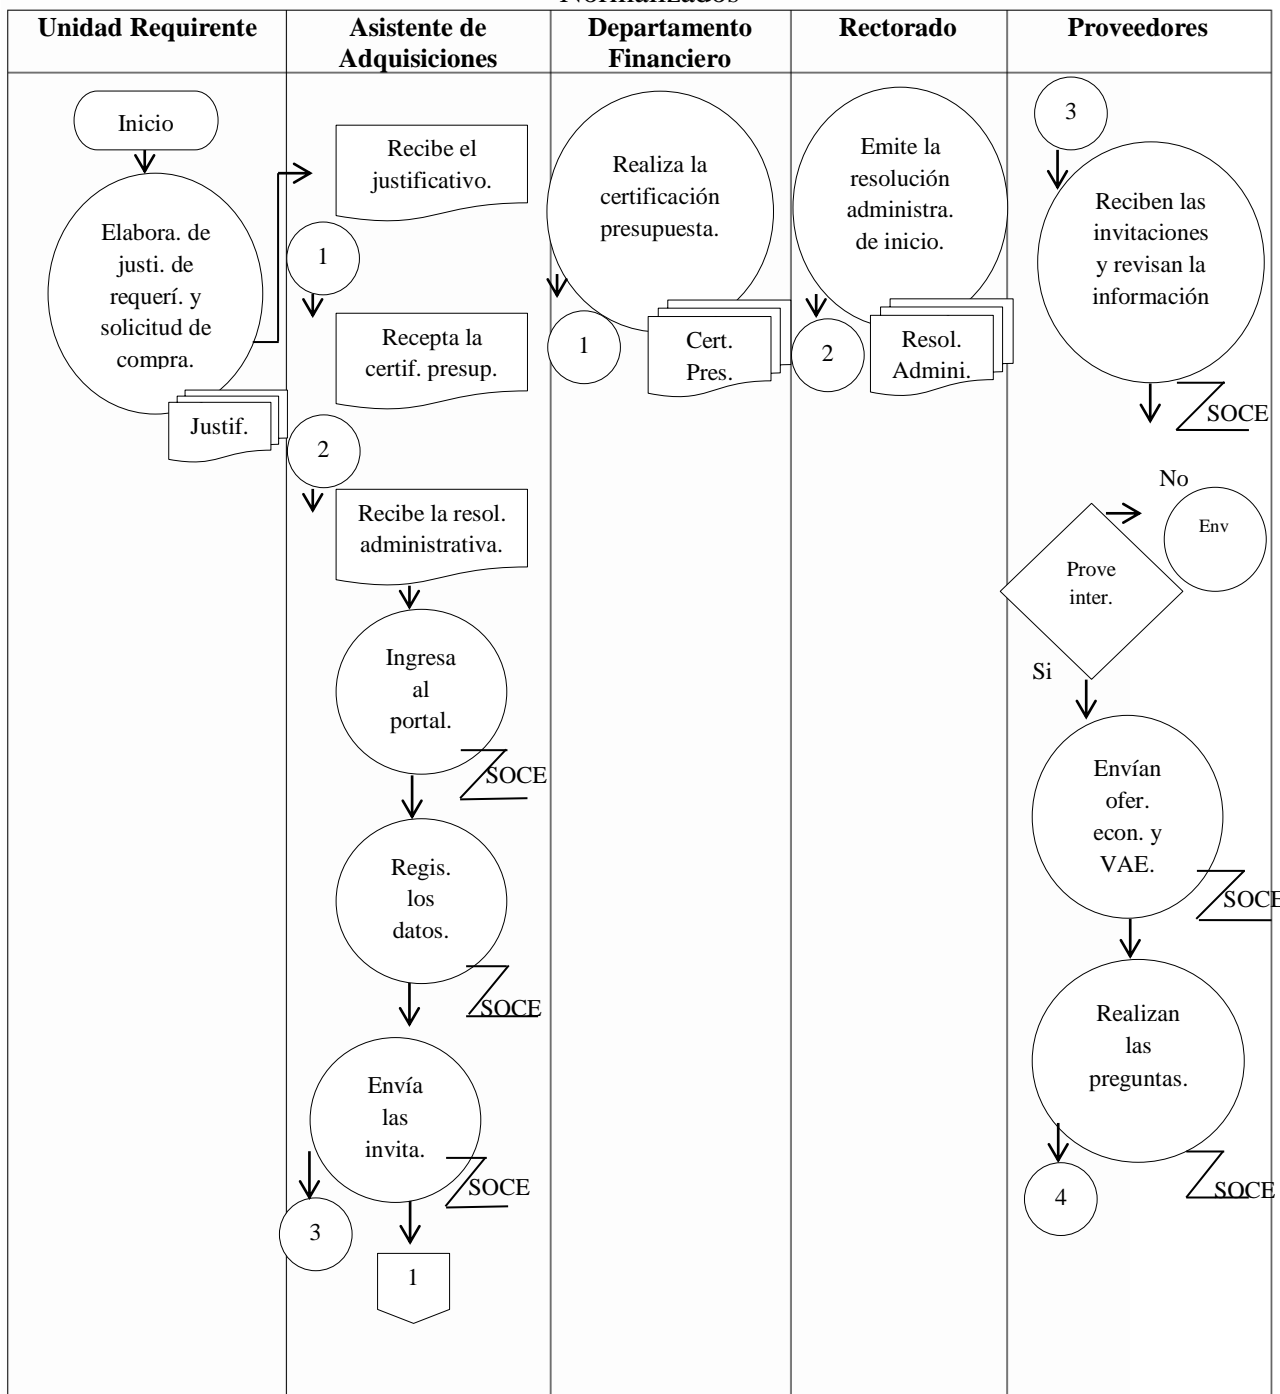 Normalizados
Unidad Requirente
Asistente de
Adquisiciones
Departamento
Financiero
Rectorado
Proveedores
Inicio
Elabora. de
justi. de
requerí. y
solicitud de
compra.
Justif.
Recibe el
justificativo.
1
Recepta la
certif. presup.
2
Recibe la resol.
administrativa.
Ingresa
al
portal.
SOCE
Regis.
los
datos.
SOCE
Envía
las
invita.
SOCE
3
1
Realiza la
certificación
presupuesta.
1
Cert.
Pres.
Emite la
resolución
administra.
de inicio.
2
Resol.
Admini.
3
Reciben las
invitaciones
y revisan la
información
SOCE
No
Env
Prove
inter.
Si
Envían
ofer.
econ. y
VAE.
SOCE
Realizan
las
preguntas.
SOCE
4